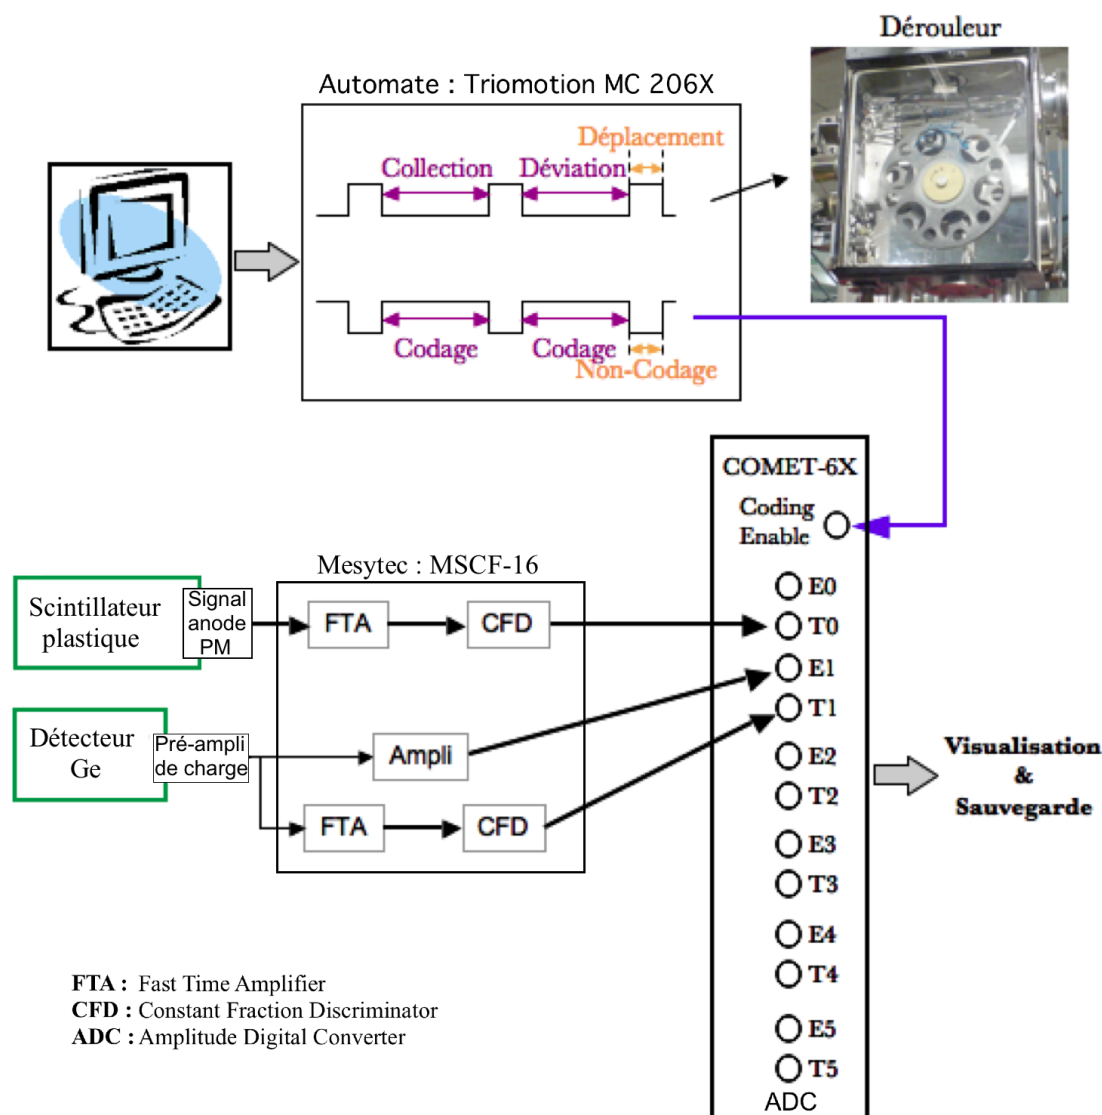 Dérouleur
Automate : Triomotion MC 206X
Déplacement
Collection
Déviation
Codage
Codage
Non-Codage
COMET-6X
Coding
Enable
E0
T0
E1
T1
E2
T2
E3
T3
E4
T4
E5
T5
ADC
Mesytec : MSCF-16
Scintillateur
plastique
Signal
anode
PM
FTA
CFD
Détecteur
Ge
Pré-ampli
de charge
Ampli
FTA
CFD
Visualisation
&
Sauvegarde
FTA : Fast Time Amplifier
CFD : Constant Fraction Discriminator
ADC : Amplitude Digital Converter